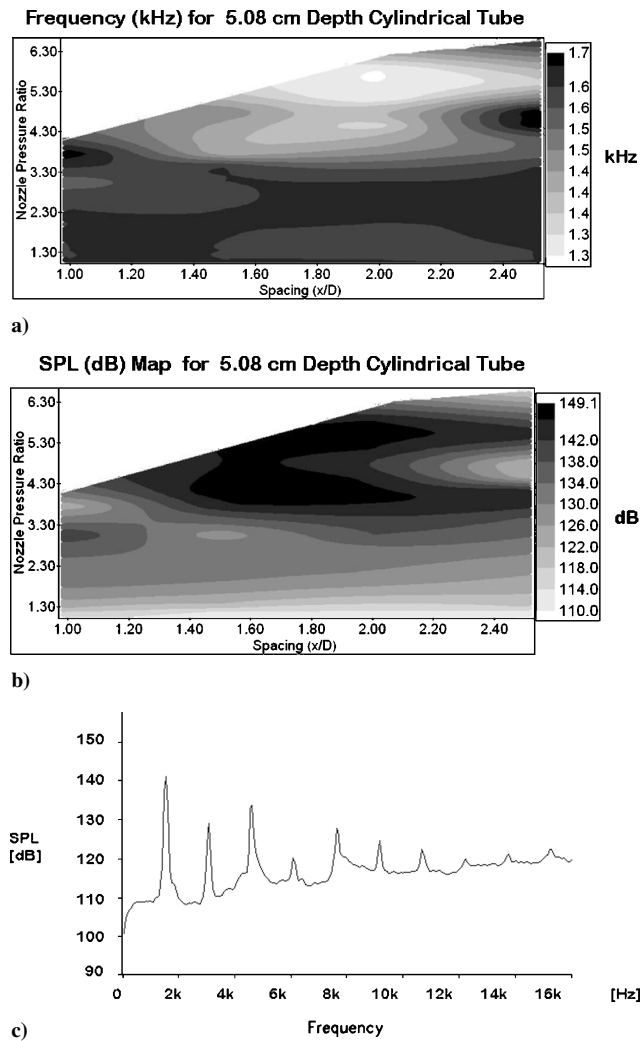 Frequency (kHz) for 5.08 cm Depth Cylindrical Tube
Nozzle Pressure Ratio
6.30
5.30
4.30
3.30
2.30
1.30
1.00
1.20
1.40
1.60
1.80
2.00
2.20
2.40
Spacing (x/D)
1.7
1.6
1.6
1.5
1.5
1.4
1.4
1.4
1.3
1.3
kHz
a)
SPL (dB) Map for 5.08 cm Depth Cylindrical Tube
Nozzle Pressure Ratio
6.30
5.30
4.30
3.30
2.30
1.30
1.00
1.20
1.40
1.60
1.80
2.00
2.20
2.40
Spacing (x/D)
149.1
142.0
138.0
134.0
130.0
126.0
122.0
118.0
114.0
110.0
dB
b)
150
140
130
120
110
100
90
SPL
[dB]
0
2k
4k
6k
8k
10k
12k
14k
16k
[Hz]
Frequency
c)